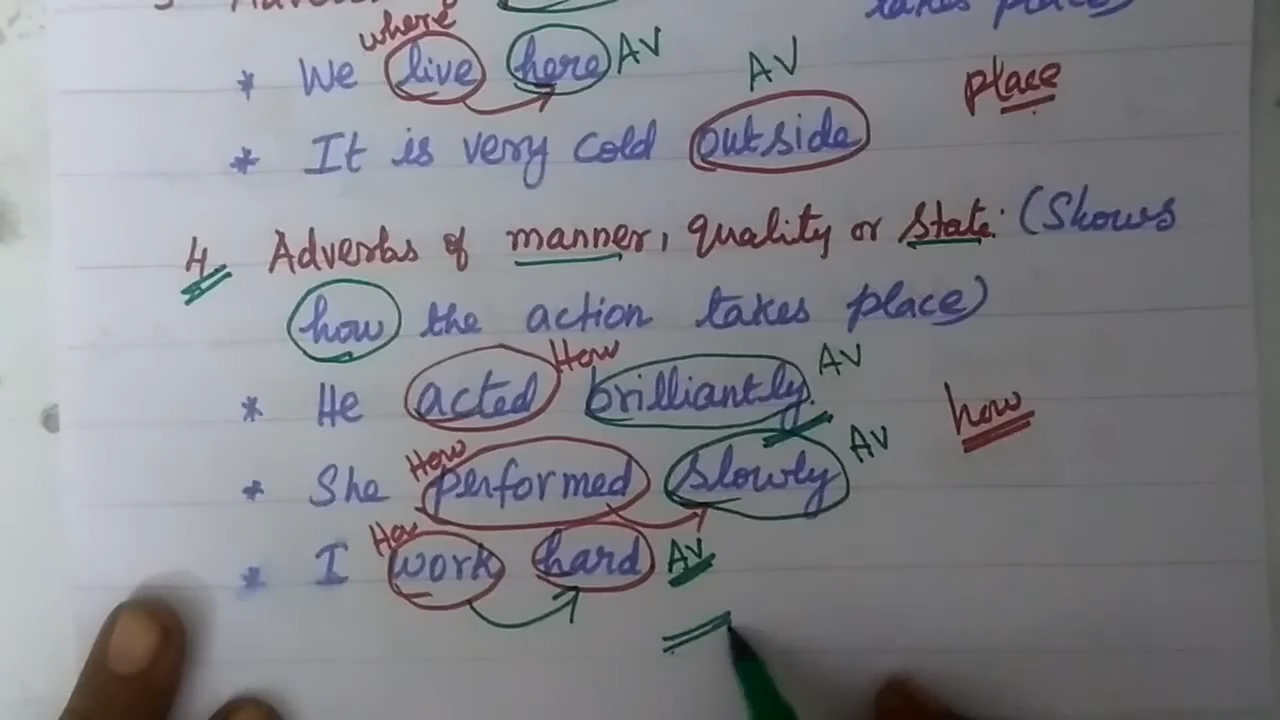 takes place)
where
* We live here AV
AV
place
* It is very cold outside
4. Adverbs of manner, quality or state: (Shows
how the action takes place)
How
* He acted brilliantly. AV
how
How
* She performed slowly AV
How
* I work hard AV